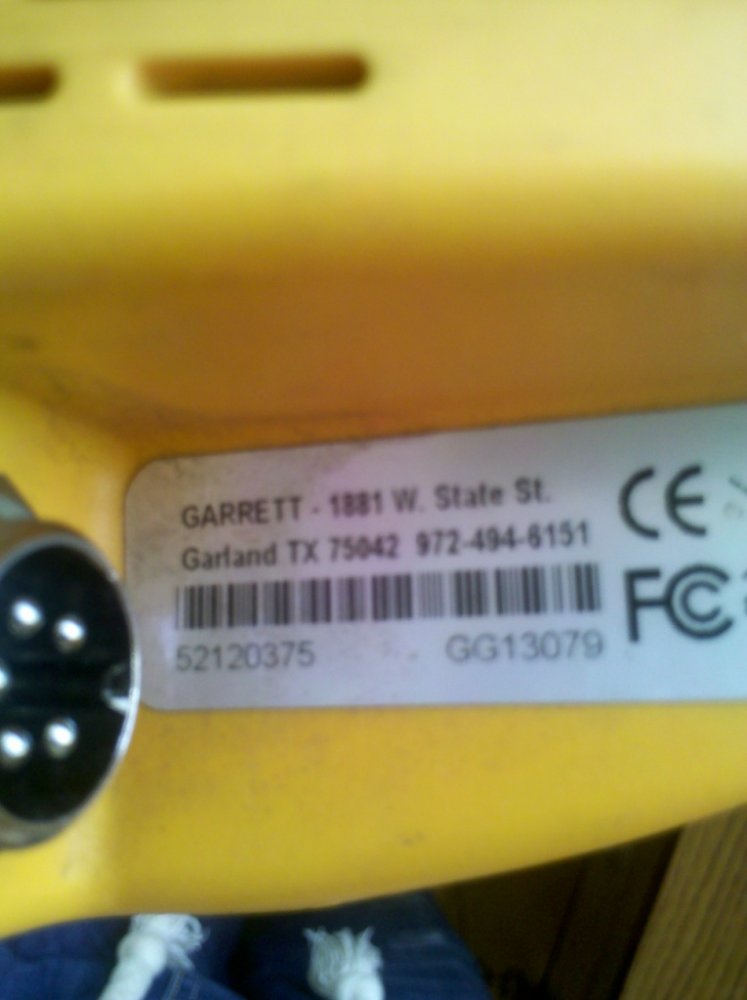 GARRETT - 1881 W. State St.
Garland TX 75042 972-494-6151
52120375 GG13079
CE
FC